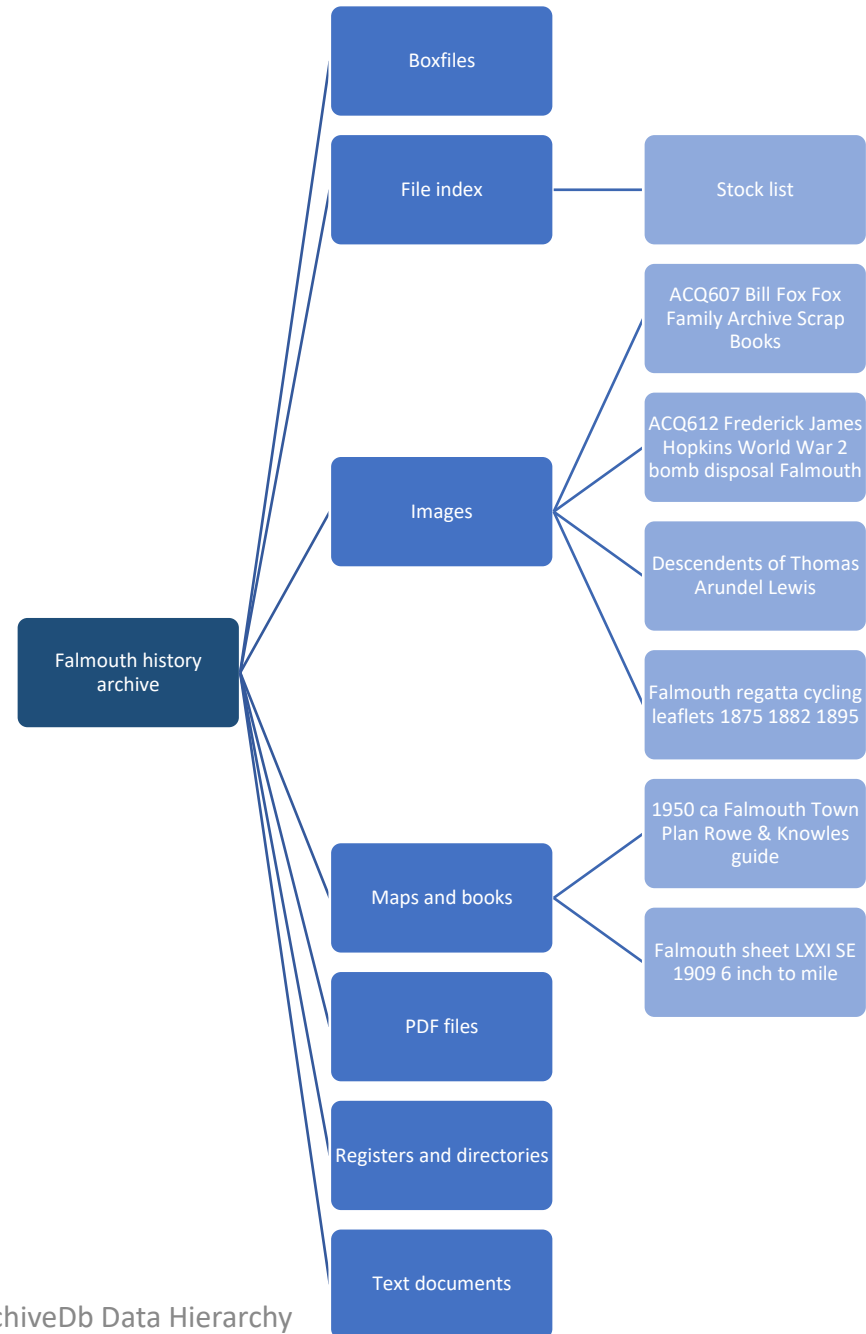 Boxfiles
File index
Stock list
ACQ607 Bill Fox Fox
Family Archive Scrap
Books
ACQ612 Frederick James
Hopkins World War 2
bomb disposal Falmouth
Images
Descendents of Thomas
Arundel Lewis
Falmouth history
archive
Falmouth regatta cycling
leaflets 1875 1882 1895
1950 ca Falmouth Town
Plan Rowe & Knowles
guide
Maps and books
Falmouth sheet LXXI SE
1909 6 inch to mile
PDF files
Registers and directories
Text documents
chiveDb Data Hierarchy